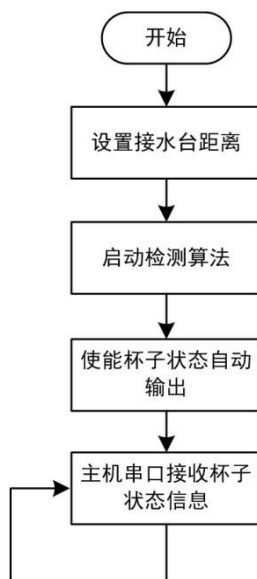 开始
设置接水台距离
启动检测算法
使能杯子状态自动
输出
主机串口接收杯子
状态信息